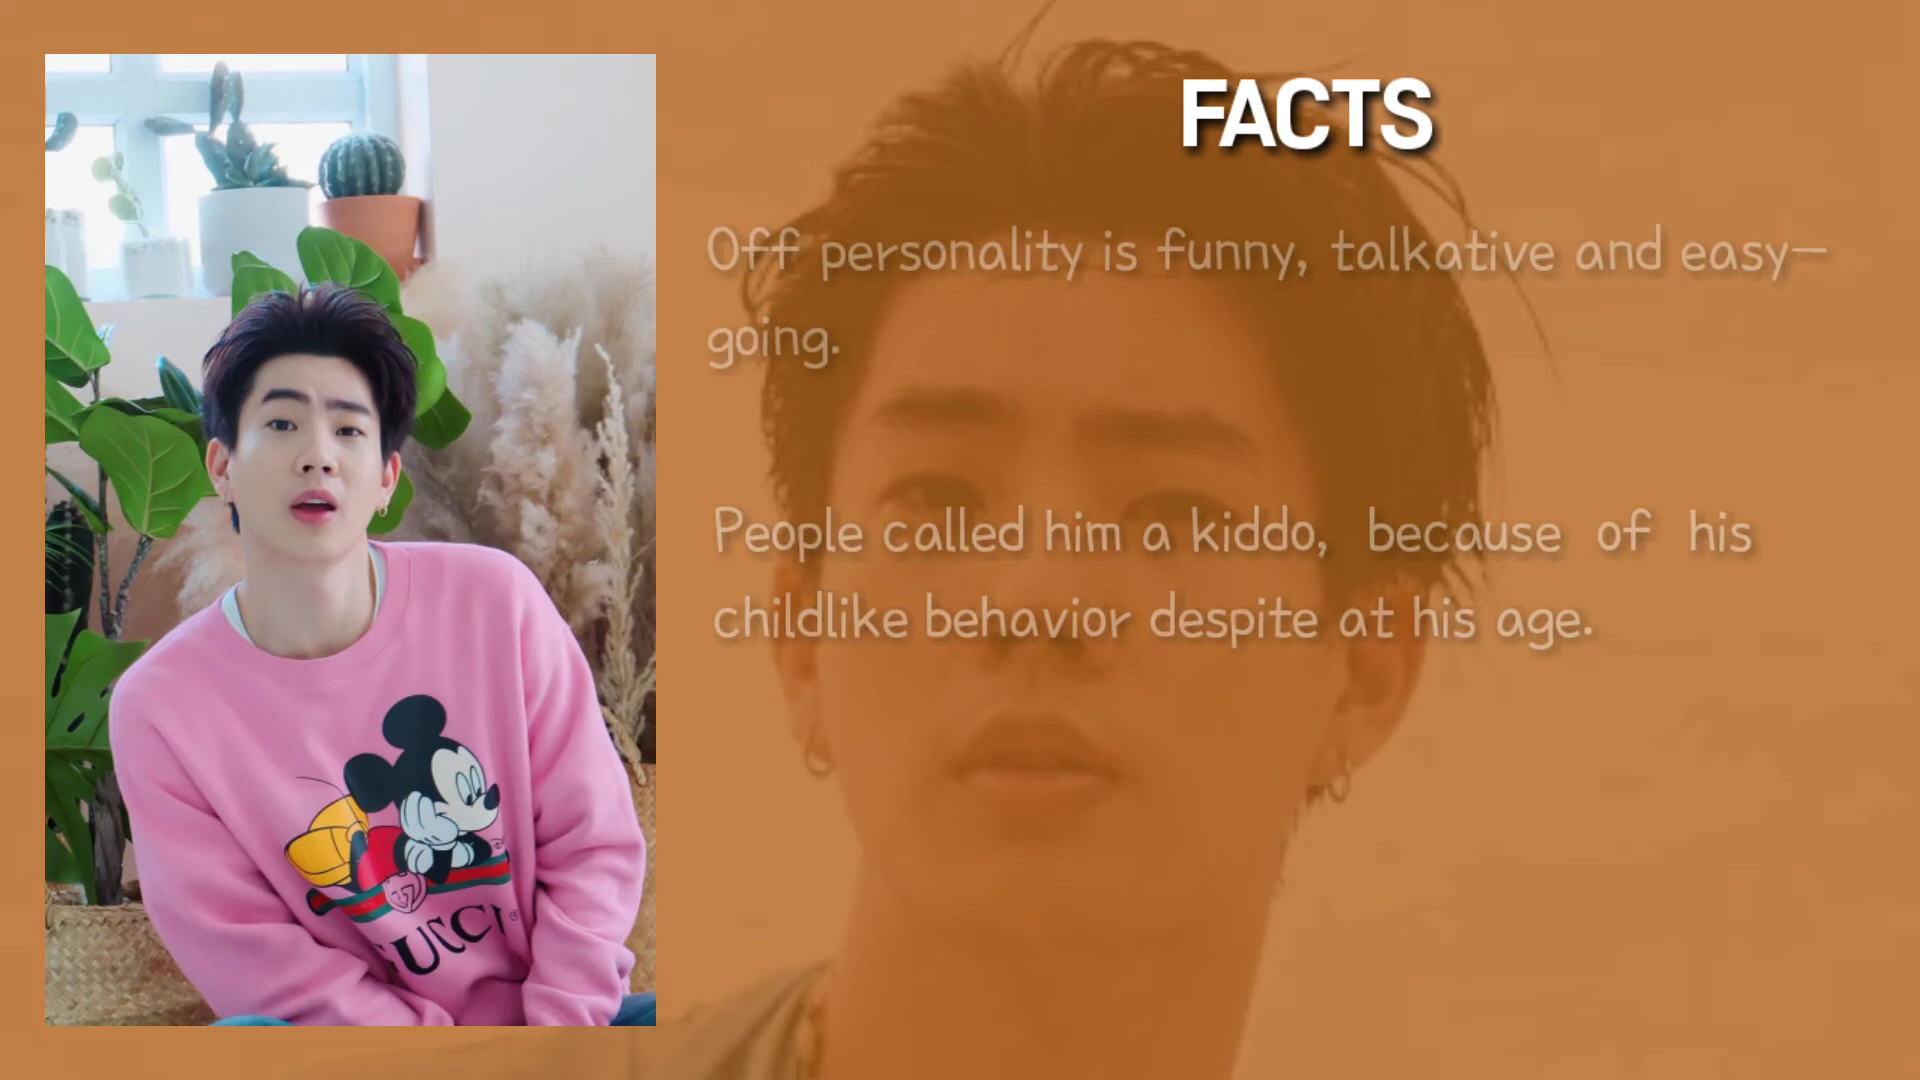 FACTS
Off personality is funny, talkative and easy-
going.
People called him a kiddo, because of his
childlike behavior despite at his age.
GUCCI